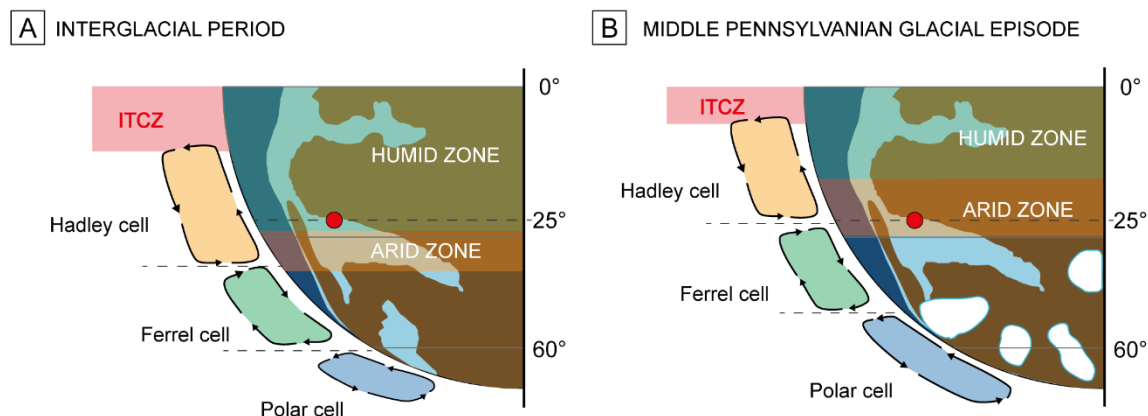 A INTERGLACIAL PERIOD
0°
ITCZ
HUMID ZONE
Hadley cell
25°
ARID ZONE
Ferrel cell
60°
Polar cell
B MIDDLE PENNSYLVANIAN GLACIAL EPISODE
0°
ITCZ
HUMID ZONE
Hadley cell
ARID ZONE
25°
Ferrel cell
60°
Polar cell